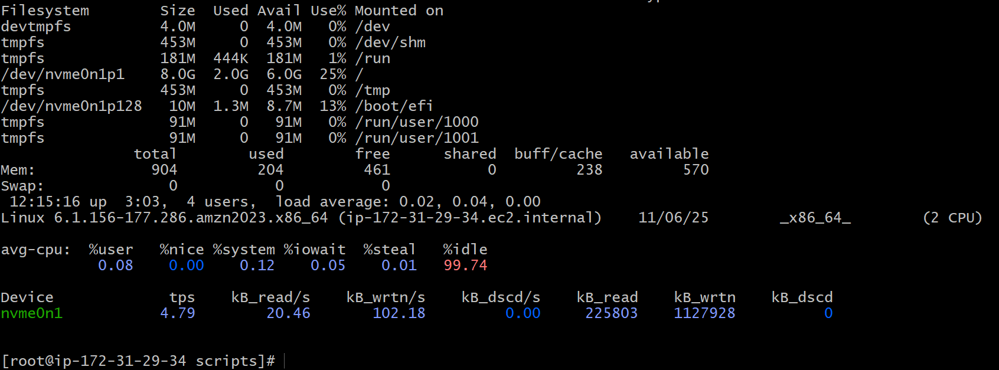 Filesystem        Size  Used Avail Use% Mounted on
devtmpfs          4.0M     0  4.0M   0% /dev
tmpfs             453M     0  453M   0% /dev/shm
tmpfs             181M  444K  181M   1% /run
/dev/nvme0n1p1    8.0G  2.0G  6.0G  25% /
tmpfs             453M     0  453M   0% /tmp
/dev/nvme0n1p128   10M  1.3M  8.7M  13% /boot/efi
tmpfs              91M     0   91M   0% /run/user/1000
tmpfs              91M     0   91M   0% /run/user/1001
               total        used        free      shared  buff/cache   available
Mem:             904         204         461           0         238         570
Swap:              0           0           0
 12:15:16 up  3:03,  4 users,  load average: 0.02, 0.04, 0.00
Linux 6.1.156-177.286.amzn2023.x86_64 (ip-172-31-29-34.ec2.internal)    11/06/25        _x86_64_        (2 CPU)
avg-cpu:  %user   %nice %system %iowait  %steal   %idle
           0.08    0.00    0.12    0.05    0.01   99.74
Device             tps    kB_read/s    kB_wrtn/s    kB_dscd/s    kB_read    kB_wrtn    kB_dscd
nvme0n1           4.79        20.46       102.18         0.00     225803    1127928          0
[root@ip-172-31-29-34 scripts]#